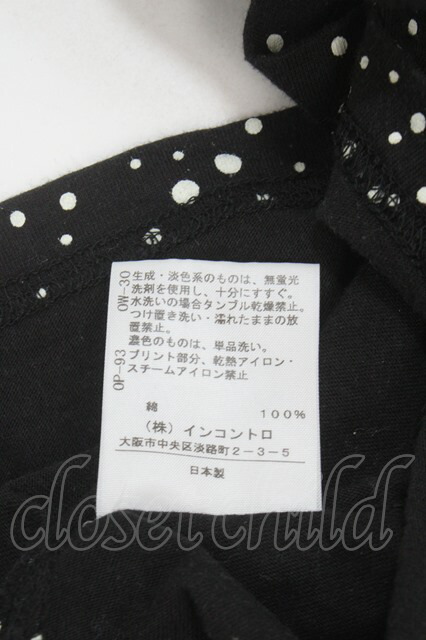 OW-30
OP-93
生成・淡色系のものは、無蛍光
洗剤を使用し、十分にすすぐ。
水洗いの場合タンブル乾燥禁止。
つけ置き洗い・濡れたままの放
置禁止。
濃色のものは、単品洗い。
プリント部分、乾熱アイロン・
スチームアイロン禁止
綿 100%
(株)インコントロ
大阪市中央区淡路町2-3-5
日本製
closet child